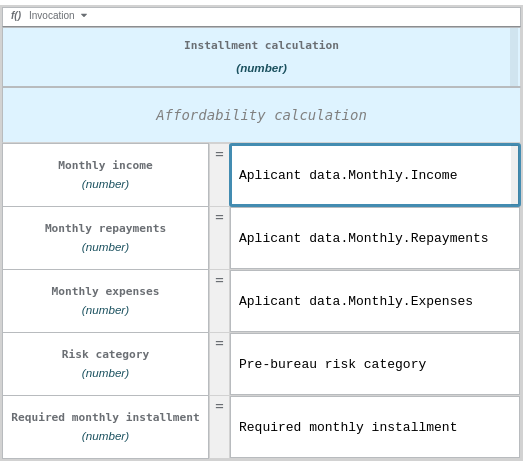 f() Invocation
Installment calculation
(number)
Affordability calculation
Monthly income
(number)
=
Aplicant data.Monthly.Income
Monthly repayments
(number)
=
Aplicant data.Monthly.Repayments
Monthly expenses
(number)
=
Aplicant data.Monthly.Expenses
Risk category
(number)
=
Pre-bureau risk category
Required monthly installment
(number)
=
Required monthly installment